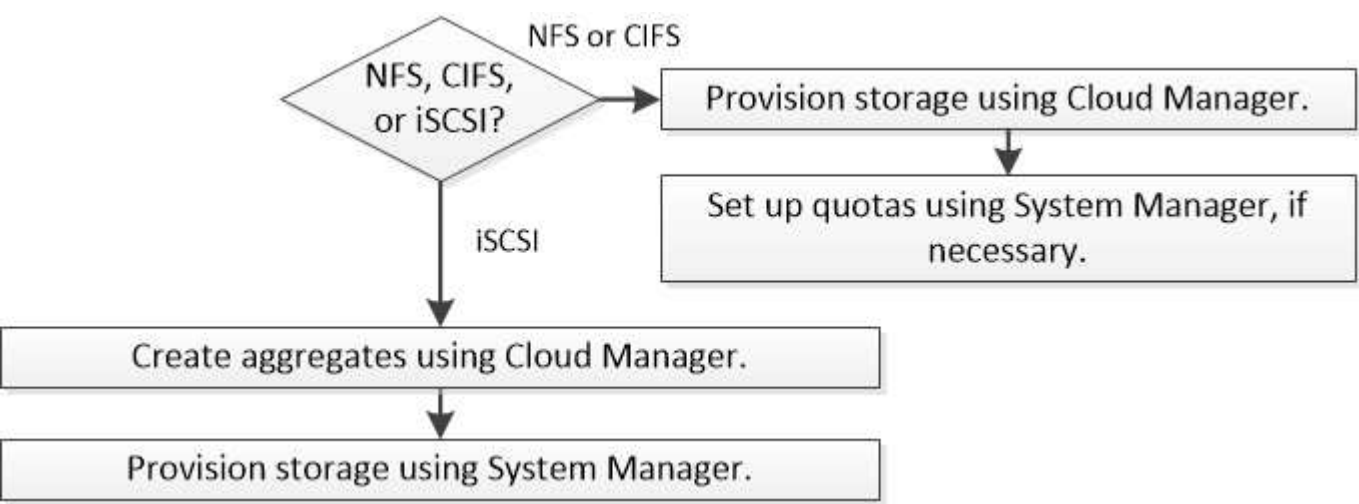 NFS or CIFS
NFS, CIFS,
or iSCSI?
Provision storage using Cloud Manager.
Set up quotas using System Manager, if
necessary.
iSCSI
Create aggregates using Cloud Manager.
Provision storage using System Manager.